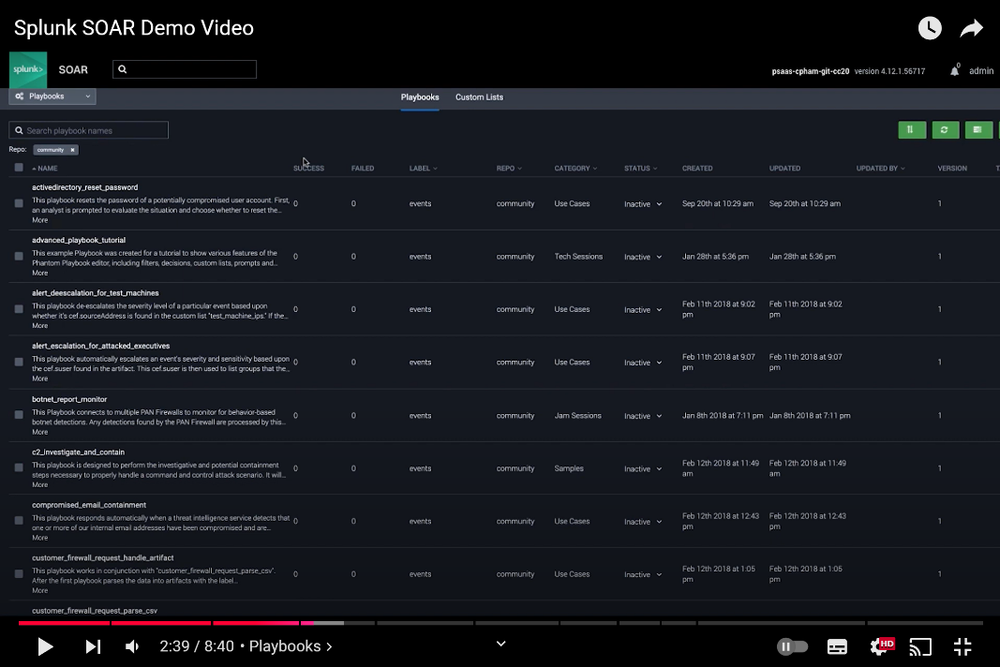 Splunk SOAR Demo Video
splunk> SOAR
psaas-cpham-git-cc20 version 4.12.1.56717 0 admin
Playbooks Playbooks Custom Lists
Search playbook names
Repo: community ×
NAME SUCCESS FAILED LABEL REPO CATEGORY STATUS CREATED UPDATED UPDATED BY VERSION T
activedirectory_reset_password
This playbook resets the password of a potentially compromised user account. First, 0 0 events community Use Cases Inactive Sep 20th at 10:29 am Sep 20th at 10:29 am 1
an analyst is prompted to evaluate the situation and choose whether to reset the...
More
advanced_playbook_tutorial
This example Playbook was created for a tutorial to show various features of the 0 0 events community Tech Sessions Inactive Jan 28th at 5:36 pm Jan 28th at 5:36 pm 1
Phantom Playbook editor, including filters, decisions, custom lists, prompts and...
More
alert_deescalation_for_test_machines
This playbook de-escalates the severity level of a particular event based upon 0 0 events community Use Cases Inactive Feb 11th 2018 at 9:02 pm Feb 11th 2018 at 9:02 pm 1
whether it's cef.sourceAddress is found in the custom list "test_machine_ips." If the...
More
alert_escalation_for_attacked_executives
This playbook automatically escalates an event's severity and sensitivity based upon 0 0 events community Use Cases Inactive Feb 11th 2018 at 9:07 pm Feb 11th 2018 at 9:07 pm 1
the cef.suser found in the artifact. This cef.suser is then used to list groups that the...
More
botnet_report_monitor
This Playbook connects to multiple PAN Firewalls to monitor for behavior-based 0 0 events community Jam Sessions Inactive Jan 8th 2018 at 7:11 pm Jan 8th 2018 at 7:11 pm 1
botnet detections. Any detections found by the PAN Firewall are processed by this...
More
c2_investigate_and_contain
This playbook is designed to perform the investigative and potential containment 0 0 events community Samples Inactive Feb 12th 2018 at 11:49 am Feb 12th 2018 at 11:49 am 1
steps necessary to properly handle a command and control attack scenario. It will...
More
compromised_email_containment
This playbook responds automatically when a threat intelligence service detects that 0 0 events community Use Cases Inactive Feb 12th 2018 at 12:43 pm Feb 12th 2018 at 12:43 pm 1
one or more of our internal email addresses have been compromised and are...
More
customer_firewall_request_handle_artifact
This playbook works in conjunction with "customer_firewall_request_parse_csv". 0 0 events community Use Cases Inactive Feb 12th 2018 at 1:05 pm Feb 12th 2018 at 1:05 pm 1
After the first playbook parses the data into artifacts with the label...
More
customer_firewall_request_parse_csv
2:39 / 8:40 • Playbooks >
HD